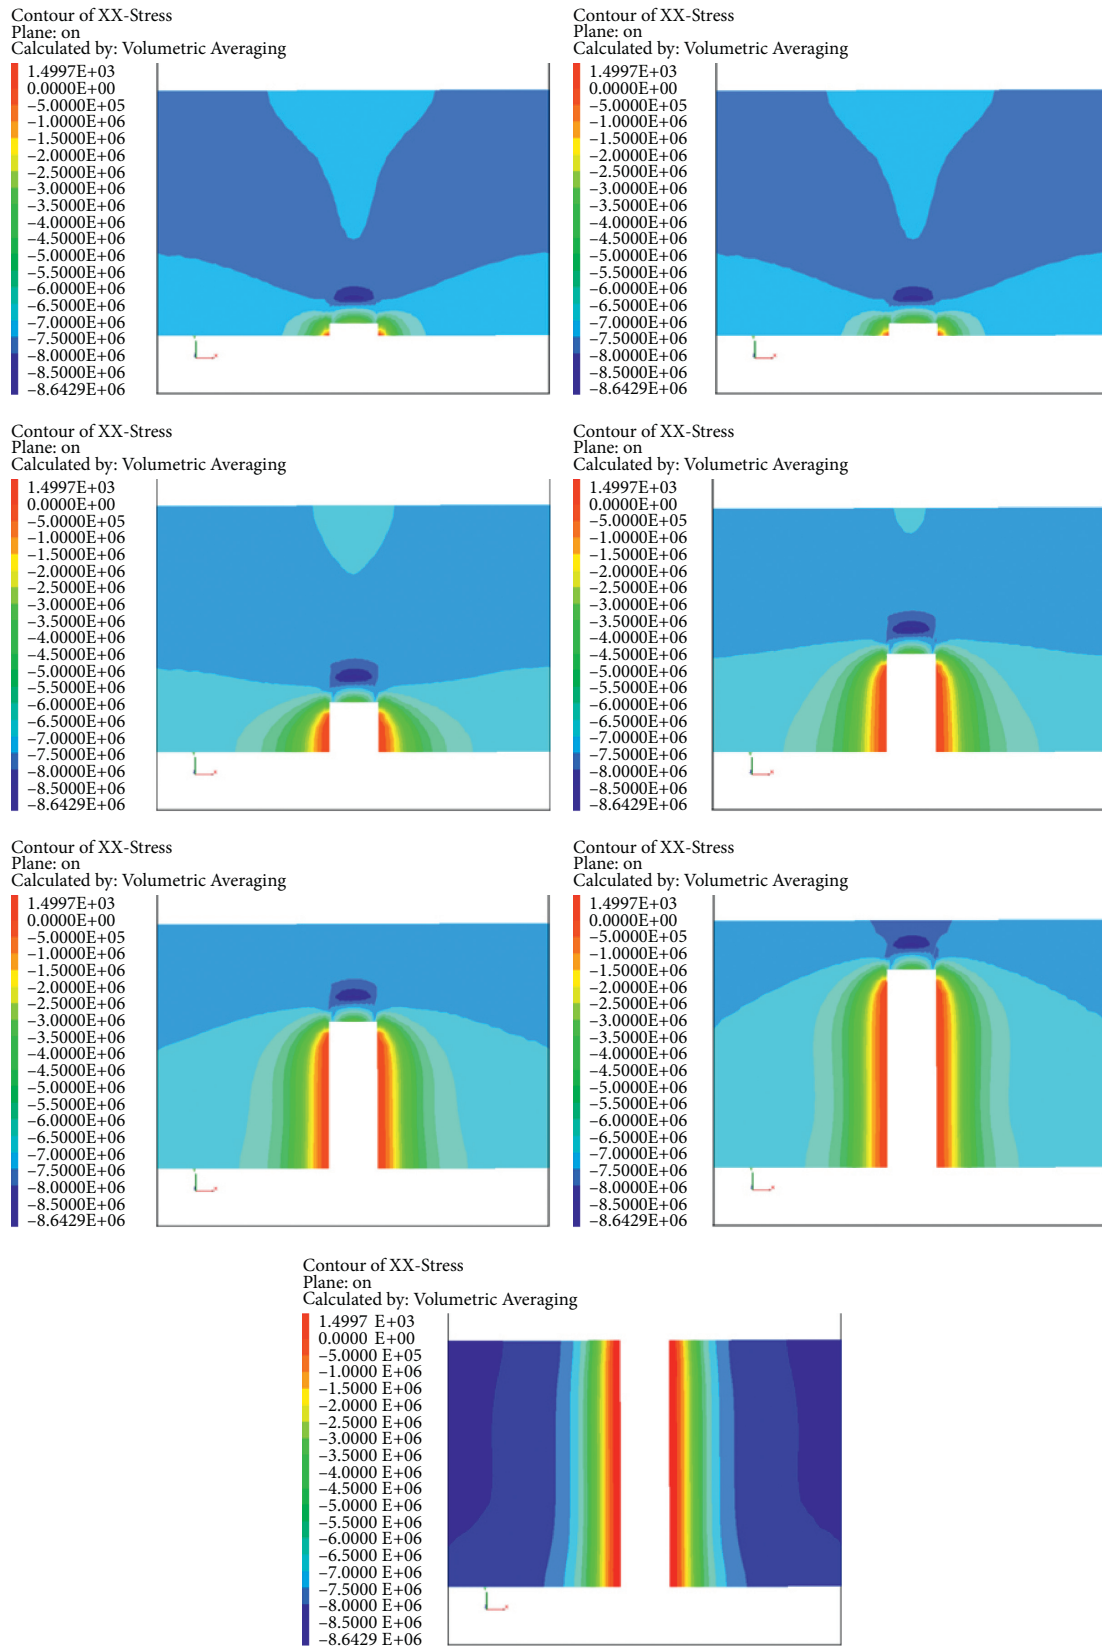 Contour of XX-Stress
Plane: on
Calculated by: Volumetric Averaging
1.4997E+03
0.0000E+00
−5.0000E+05
−1.0000E+06
−1.5000E+06
−2.0000E+06
−2.5000E+06
−3.0000E+06
−3.5000E+06
−4.0000E+06
−4.5000E+06
−5.0000E+06
−5.5000E+06
−6.0000E+06
−6.5000E+06
−7.0000E+06
−7.5000E+06
−8.0000E+06
−8.5000E+06
−8.6429E+06
Contour of XX-Stress
Plane: on
Calculated by: Volumetric Averaging
1.4997E+03
0.0000E+00
−5.0000E+05
−1.0000E+06
−1.5000E+06
−2.0000E+06
−2.5000E+06
−3.0000E+06
−3.5000E+06
−4.0000E+06
−4.5000E+06
−5.0000E+06
−5.5000E+06
−6.0000E+06
−6.5000E+06
−7.0000E+06
−7.5000E+06
−8.0000E+06
−8.5000E+06
−8.6429E+06
Contour of XX-Stress
Plane: on
Calculated by: Volumetric Averaging
1.4997E+03
0.0000E+00
−5.0000E+05
−1.0000E+06
−1.5000E+06
−2.0000E+06
−2.5000E+06
−3.0000E+06
−3.5000E+06
−4.0000E+06
−4.5000E+06
−5.0000E+06
−5.5000E+06
−6.0000E+06
−6.5000E+06
−7.0000E+06
−7.5000E+06
−8.0000E+06
−8.5000E+06
−8.6429E+06
Contour of XX-Stress
Plane: on
Calculated by: Volumetric Averaging
1.4997E+03
0.0000E+00
−5.0000E+05
−1.0000E+06
−1.5000E+06
−2.0000E+06
−2.5000E+06
−3.0000E+06
−3.5000E+06
−4.0000E+06
−4.5000E+06
−5.0000E+06
−5.5000E+06
−6.0000E+06
−6.5000E+06
−7.0000E+06
−7.5000E+06
−8.0000E+06
−8.5000E+06
−8.6429E+06
Contour of XX-Stress
Plane: on
Calculated by: Volumetric Averaging
1.4997E+03
0.0000E+00
−5.0000E+05
−1.0000E+06
−1.5000E+06
−2.0000E+06
−2.5000E+06
−3.0000E+06
−3.5000E+06
−4.0000E+06
−4.5000E+06
−5.0000E+06
−5.5000E+06
−6.0000E+06
−6.5000E+06
−7.0000E+06
−7.5000E+06
−8.0000E+06
−8.5000E+06
−8.6429E+06
Contour of XX-Stress
Plane: on
Calculated by: Volumetric Averaging
1.4997E+03
0.0000E+00
−5.0000E+05
−1.0000E+06
−1.5000E+06
−2.0000E+06
−2.5000E+06
−3.0000E+06
−3.5000E+06
−4.0000E+06
−4.5000E+06
−5.0000E+06
−5.5000E+06
−6.0000E+06
−6.5000E+06
−7.0000E+06
−7.5000E+06
−8.0000E+06
−8.5000E+06
−8.6429E+06
Contour of XX-Stress
Plane: on
Calculated by: Volumetric Averaging
1.4997 E+03
0.0000 E+00
−5.0000 E+05
−1.0000 E+06
−1.5000 E+06
−2.0000 E+06
−2.5000 E+06
−3.0000 E+06
−3.5000 E+06
−4.0000 E+06
−4.5000 E+06
−5.0000 E+06
−5.5000 E+06
−6.0000 E+06
−6.5000 E+06
−7.0000 E+06
−7.5000 E+06
−8.0000 E+06
−8.5000 E+06
−8.6429 E+06